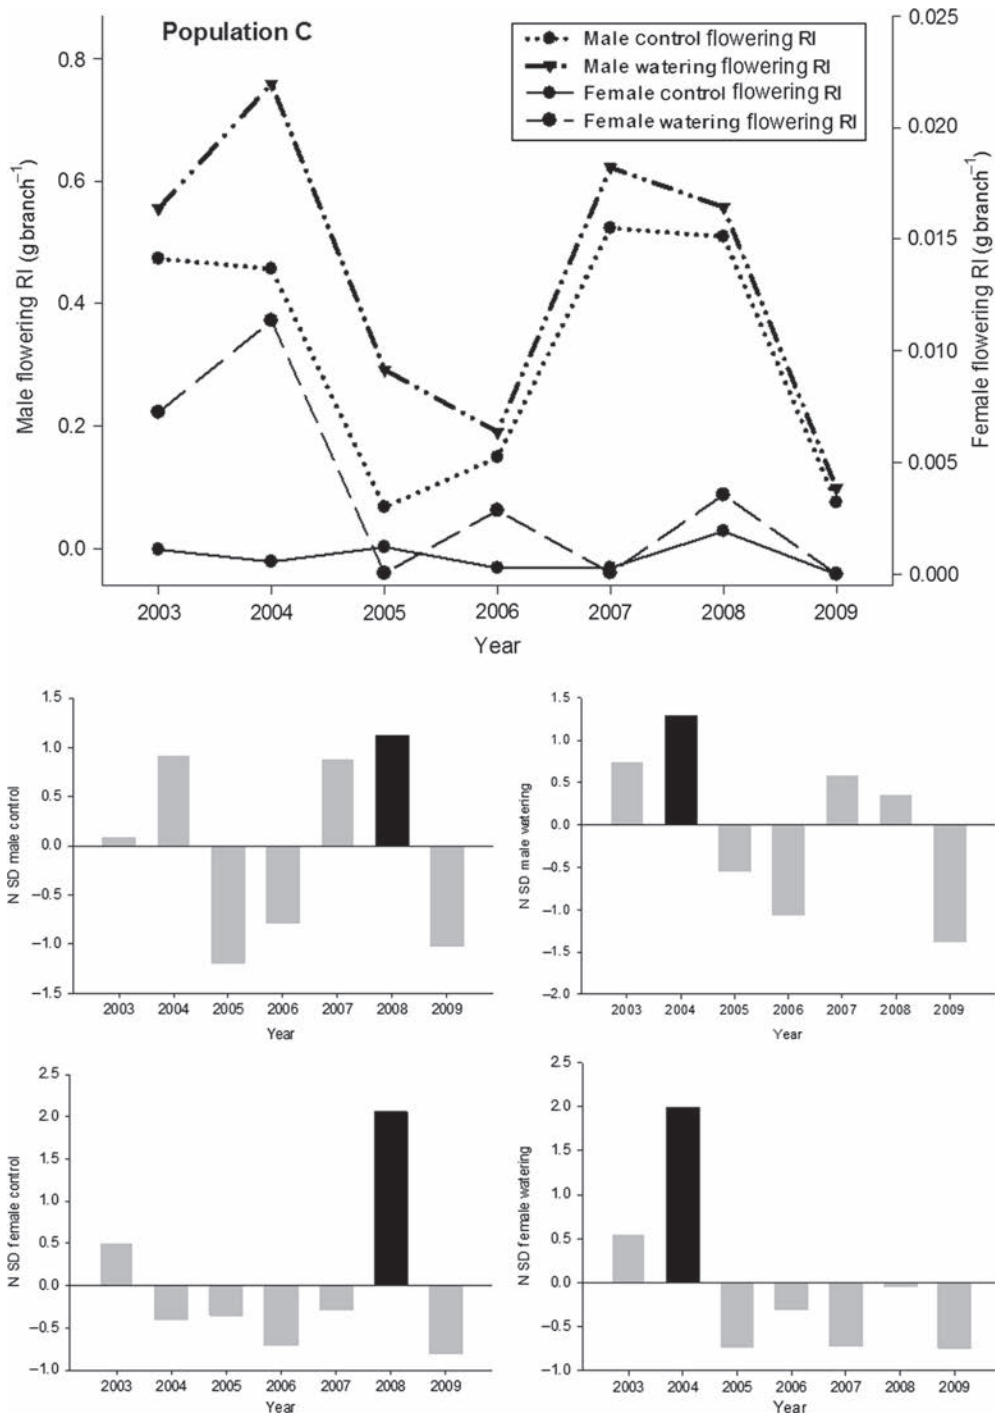 Population C
Male control flowering RI
Male watering flowering RI
Female control flowering RI
Female watering flowering RI
Male flowering RI (g branch−1)
0.8
0.6
0.4
0.2
0.0
Female flowering RI (g branch−1)
0.025
0.020
0.015
0.010
0.005
0.000
2003 2004 2005 2006 2007 2008 2009
Year
N SD male control
1.5
1.0
0.5
0.0
−0.5
−1.0
−1.5
2003 2004 2005 2006 2007 2008 2009
Year
N SD male watering
1.5
1.0
0.5
0.0
−0.5
−1.0
−1.5
−2.0
2003 2004 2005 2006 2007 2008 2009
Year
N SD female control
2.5
2.0
1.5
1.0
0.5
0.0
−0.5
−1.0
2003 2004 2005 2006 2007 2008 2009
Year
N SD female watering
2.5
2.0
1.5
1.0
0.5
0.0
−0.5
−1.0
2003 2004 2005 2006 2007 2008 2009
Year